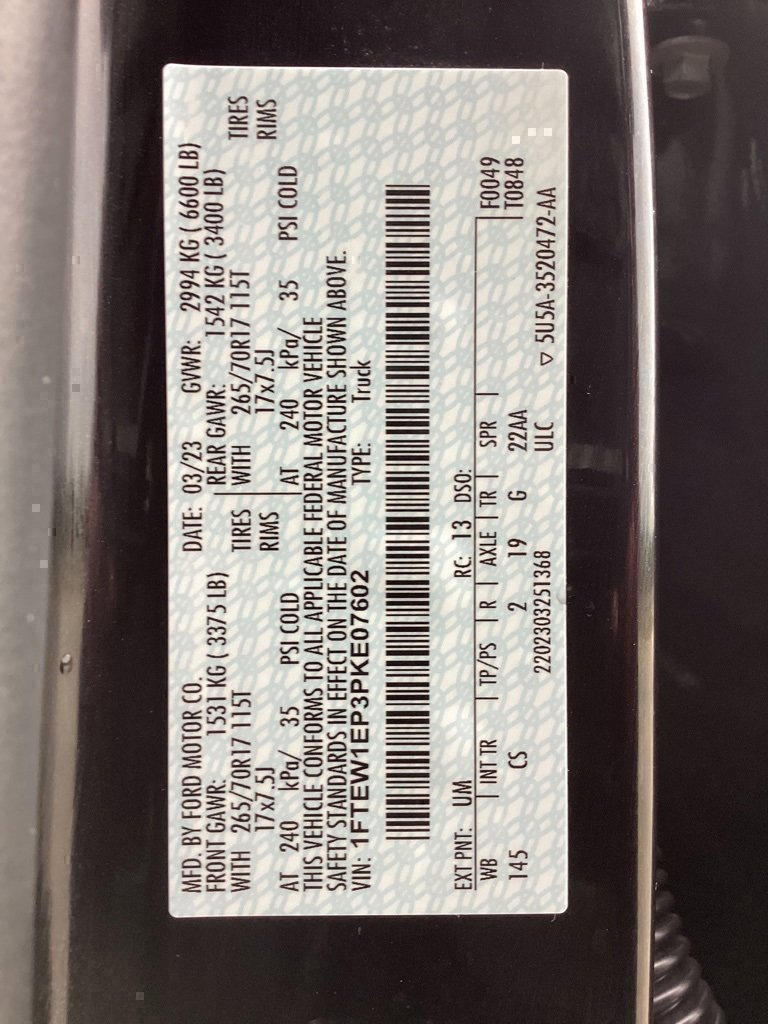 MFD. BY FORD MOTOR CO. DATE: 03/23 GVWR: 2994 KG ( 6600 LB)
FRONT GAWR: 1531 KG ( 3375 LB) REAR GAWR: 1542 KG ( 3400 LB)
WITH 265/70R17 115T TIRES WITH 265/70R17 115T TIRES
17x7.5J RIMS 17x7.5J RIMS
AT 240 kPa/ 35 PSI COLD AT 240 kPa/ 35 PSI COLD
THIS VEHICLE CONFORMS TO ALL APPLICABLE FEDERAL MOTOR VEHICLE
SAFETY STANDARDS IN EFFECT ON THE DATE OF MANUFACTURE SHOWN ABOVE.
VIN: 1FTEW1EP3PKE07602 TYPE: Truck
EXT PNT: UM RC: 13 DSO:
WB INT TR TP/PS R AXLE TR SPR F0049
145 CS 2 19 G 22AA T0848
2202303251368 ULC
▽ 5U5A-3520472-AA